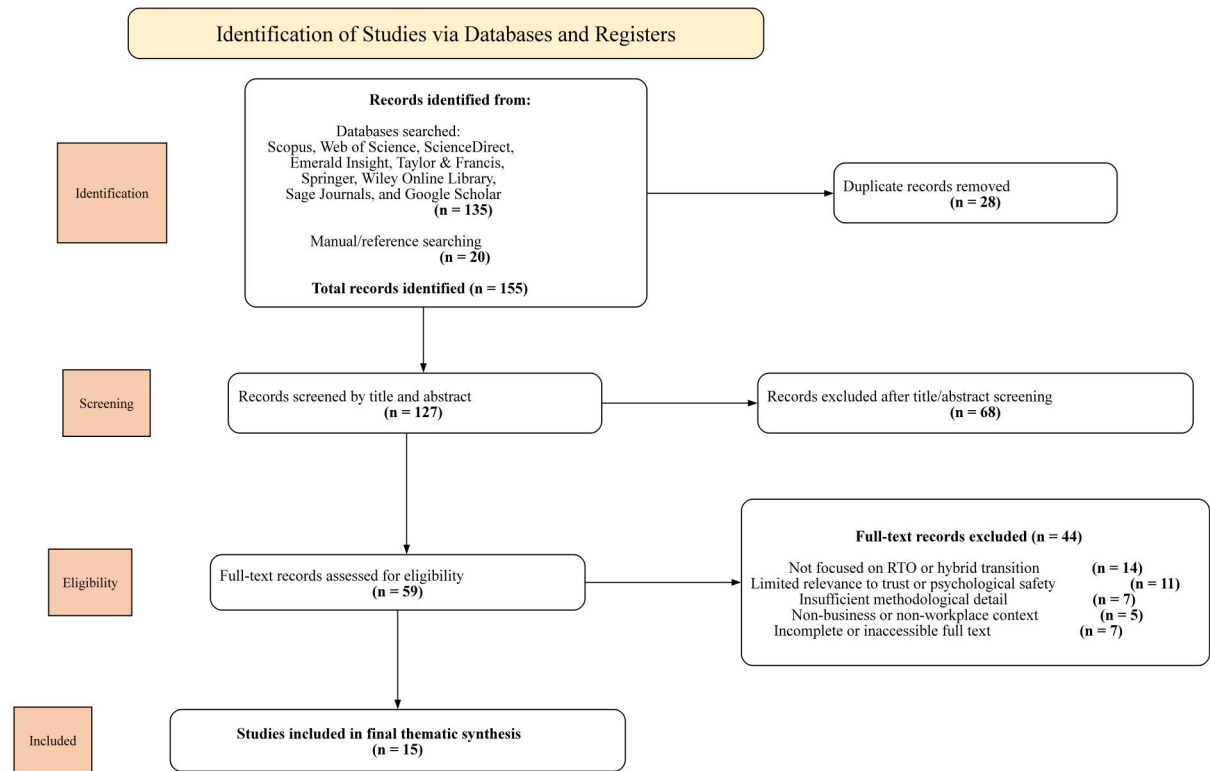 Identification of Studies via Databases and Registers
Identification
Records identified from:
Databases searched:
Scopus, Web of Science, ScienceDirect,
Emerald Insight, Taylor & Francis,
Springer, Wiley Online Library,
Sage Journals, and Google Scholar
(n = 135)
Manual/reference searching
(n = 20)
Total records identified (n = 155)
Duplicate records removed
(n = 28)
Screening
Records screened by title and abstract
(n = 127)
Records excluded after title/abstract screening
(n = 68)
Eligibility
Full-text records assessed for eligibility
(n = 59)
Full-text records excluded (n = 44)
Not focused on RTO or hybrid transition (n = 14)
Limited relevance to trust or psychological safety (n = 11)
Insufficient methodological detail (n = 7)
Non-business or non-workplace context (n = 5)
Incomplete or inaccessible full text (n = 7)
Included
Studies included in final thematic synthesis
(n = 15)